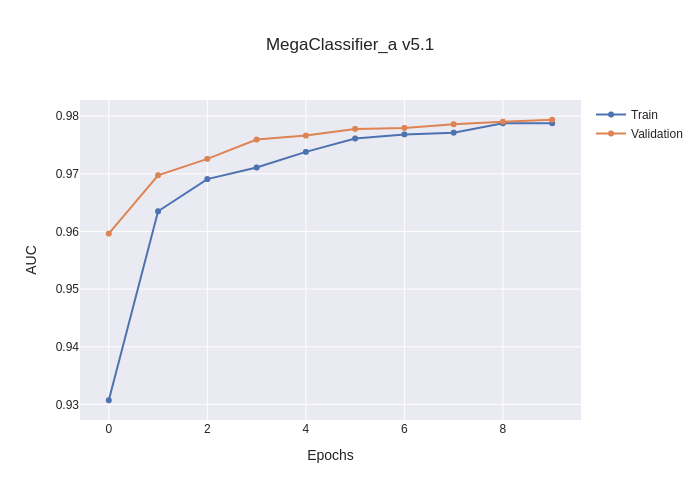 MegaClassifier_a v5.1
Train
Validation
0.98
0.97
0.96
0.95
0.94
0.93
AUC
0 2 4 6 8
Epochs